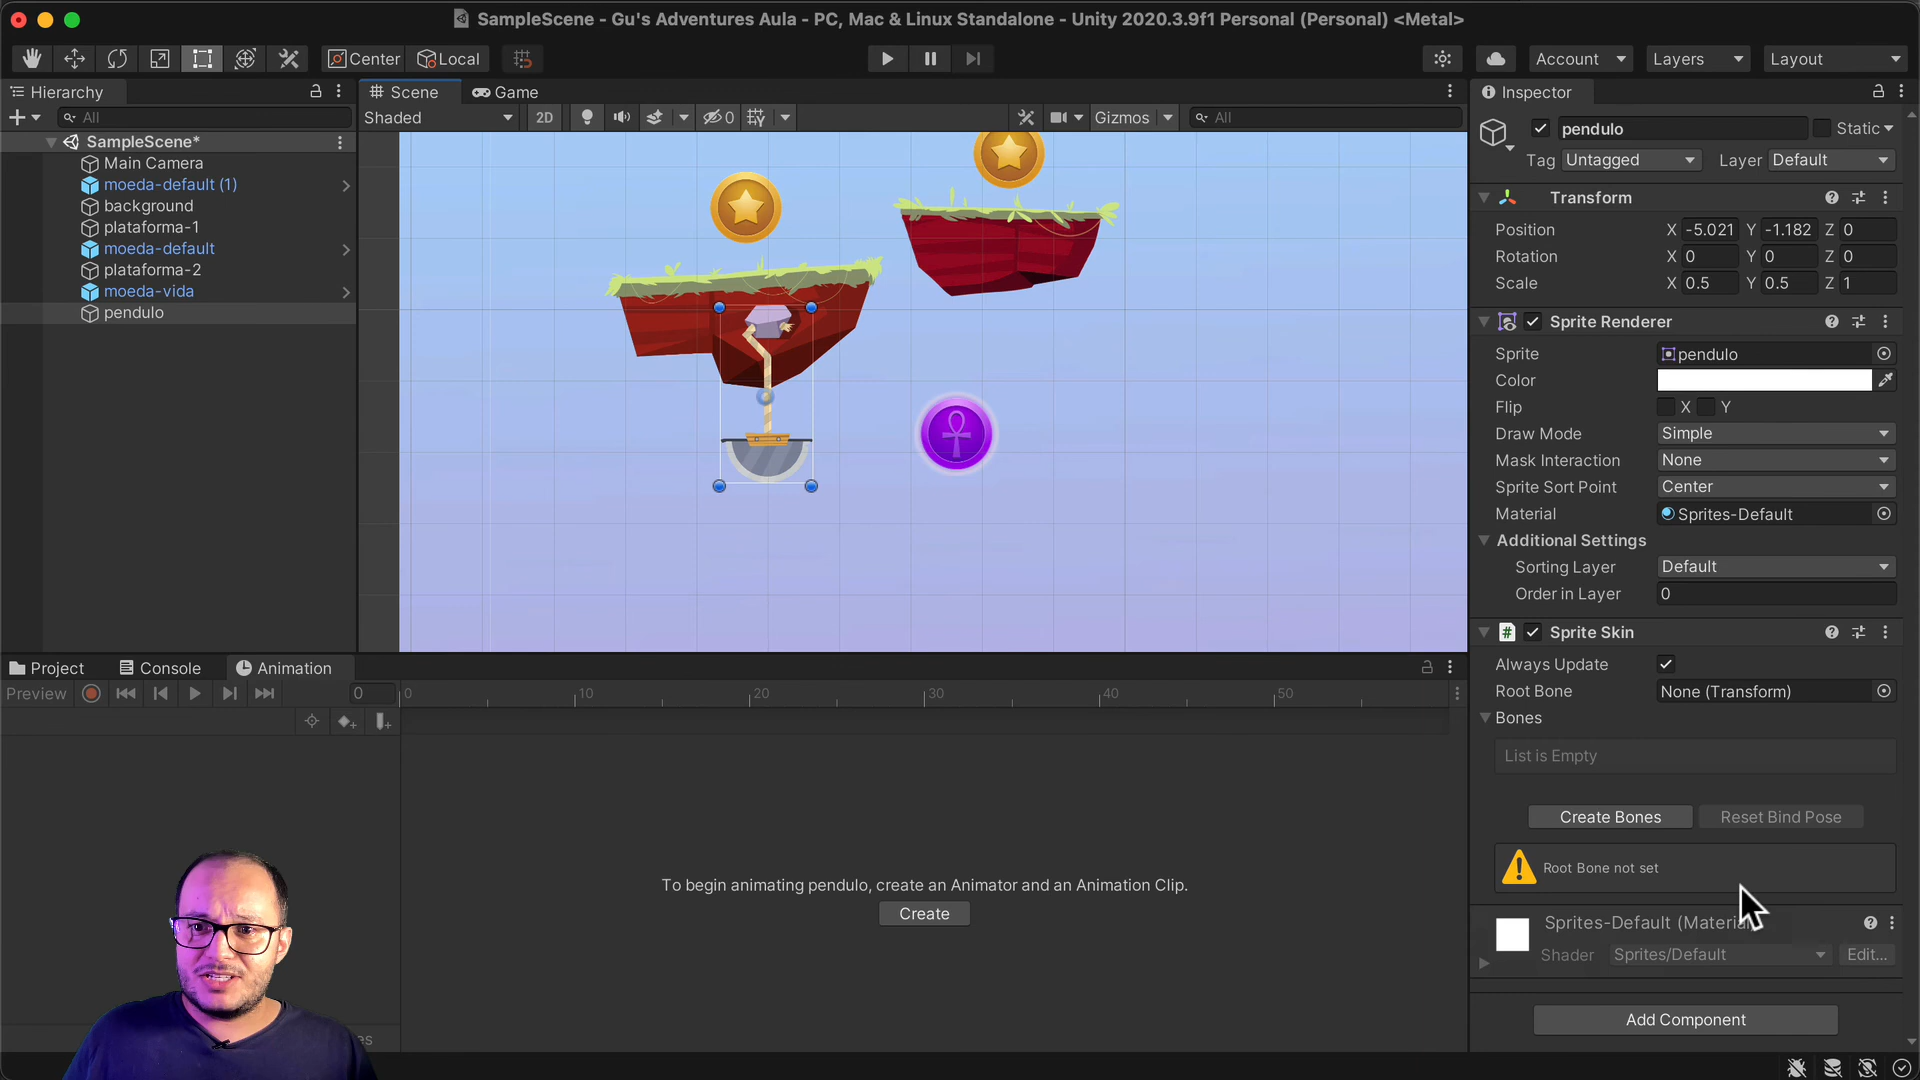 SampleScene - Gu's Adventures Aula - PC, Mac & Linux Standalone - Unity 2020.3.9f1 Personal (Personal) <Metal>
Center
Local
Account
Layers
Layout
Hierarchy
Scene
Game
Inspector
All
Shaded
2D
0
Gizmos
All
SampleScene*
Main Camera
moeda-default (1)
background
plataforma-1
moeda-default
plataforma-2
moeda-vida
pendulo
pendulo
Static
Tag
Untagged
Layer
Default
Transform
Position
X
-5.021
Y
-1.182
Z
0
Rotation
X
0
Y
0
Z
0
Scale
X
0.5
Y
0.5
Z
1
Sprite Renderer
Sprite
pendulo
Color
Flip
X
Y
Draw Mode
Simple
Mask Interaction
None
Sprite Sort Point
Center
Material
Sprites-Default
Additional Settings
Sorting Layer
Default
Order in Layer
0
# Sprite Skin
Always Update
Root Bone
None (Transform)
Bones
List is Empty
Create Bones
Reset Bind Pose
Root Bone not set
Sprites-Default (Materia
Shader
Sprites/Default
Edit...
Add Component
Project
Console
Animation
Preview
0
0
10
20
30
40
50
To begin animating pendulo, create an Animator and an Animation Clip.
Create
es